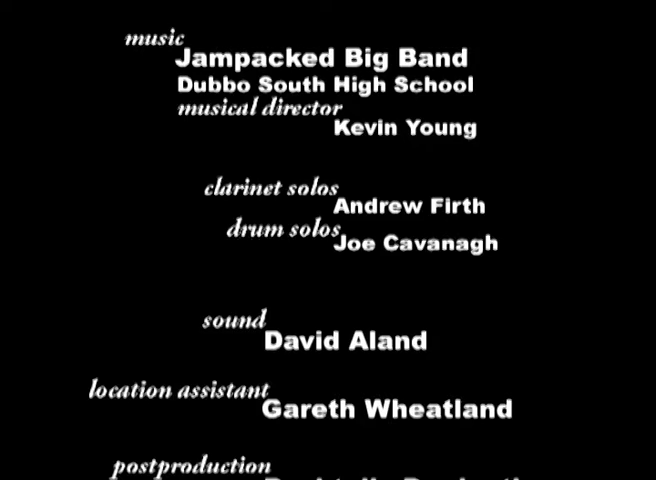 music
Jampacked Big Band
Dubbo South High School
musical director
Kevin Young
clarinet solos
Andrew Firth
drum solos
Joe Cavanagh
sound
David Aland
location assistant
Gareth Wheatland
postproduction